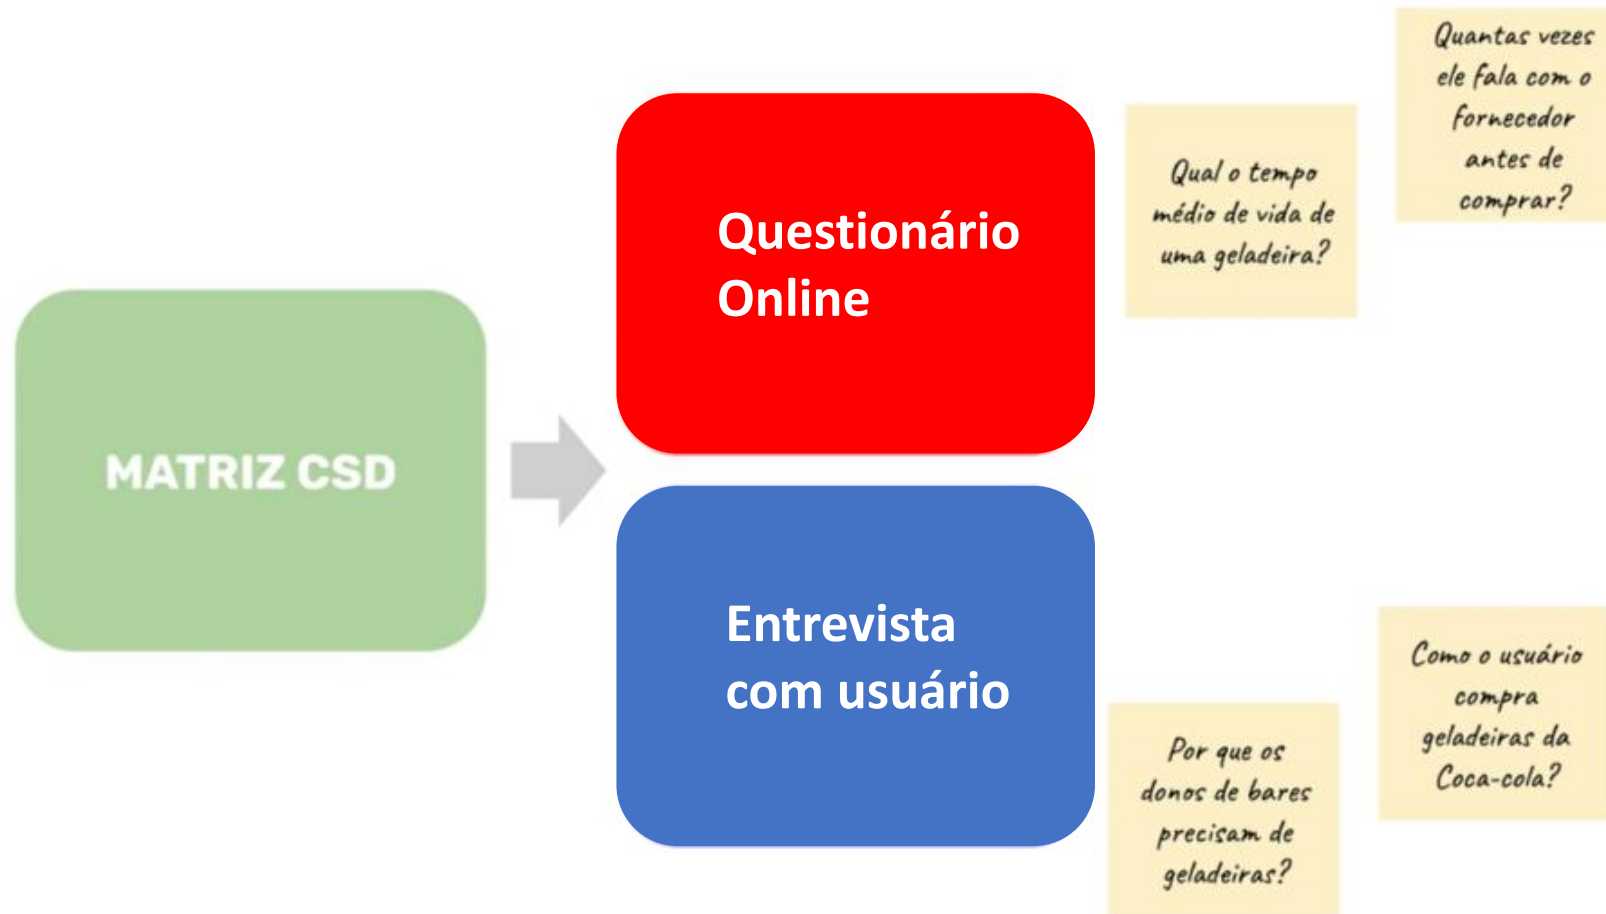 MATRIZ CSD
Questionário
Online
Qual o tempo
médio de vida de
uma geladeira?
Quantas vezes
ele fala com o
fornecedor
antes de
comprar?
Entrevista
com usuário
Por que os
donos de bares
precisam de
geladeiras?
Como o usuário
compra
geladeiras da
Coca-cola?